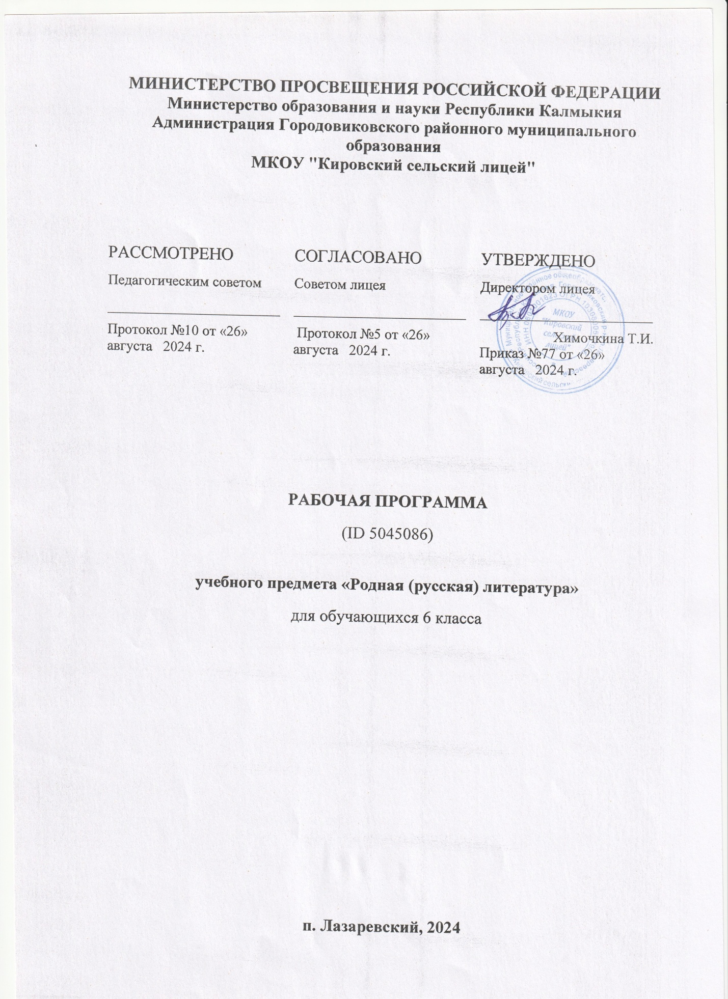 МИНИСТЕРСТВО ПРОСВЕЩЕНИЯ РОССИЙСКОЙ ФЕДЕРАЦИИ
Министерство образования и науки Республики Калмыкия
Администрация Городовиковского районного муниципального
образования
МКОУ "Кировский сельский лицей"
РАССМОТРЕНО
Педагогическим советом
Протокол №10 от «26»
августа 2024 г.
СОГЛАСОВАНО
Советом лицея
Протокол №5 от «26»
августа 2024 г.
УТВЕРЖДЕНО
Директором лицея
Химочкина Т.И.
Приказ №77 от «26»
августа 2024 г.
МКОУ
"Кировский
лицей"
РАБОЧАЯ ПРОГРАММА
(ID 5045086)
учебного предмета «Родная (русская) литература»
для обучающихся 6 класса
п. Лазаревский, 2024